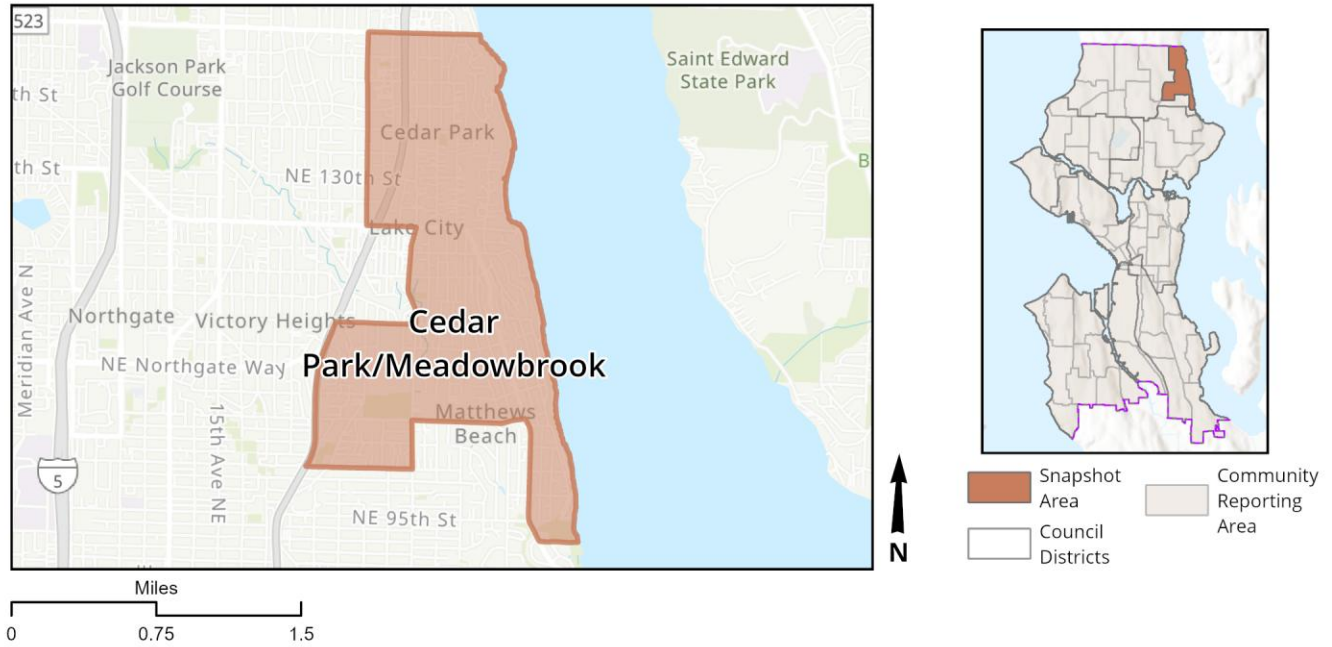 523
Jackson Park
Golf Course
Saint Edward
State Park
th St
Cedar Park
B
th St
NE 130th St
Lake City
Meridian Ave N
Northgate
Victory Heights
Cedar
Park/Meadowbrook
NE Northgate Way
15th Ave NE
Matthews
Beach
5
NE 95th St
N
Miles
0
0.75
1.5
Snapshot
Area
Community
Reporting
Area
Council
Districts